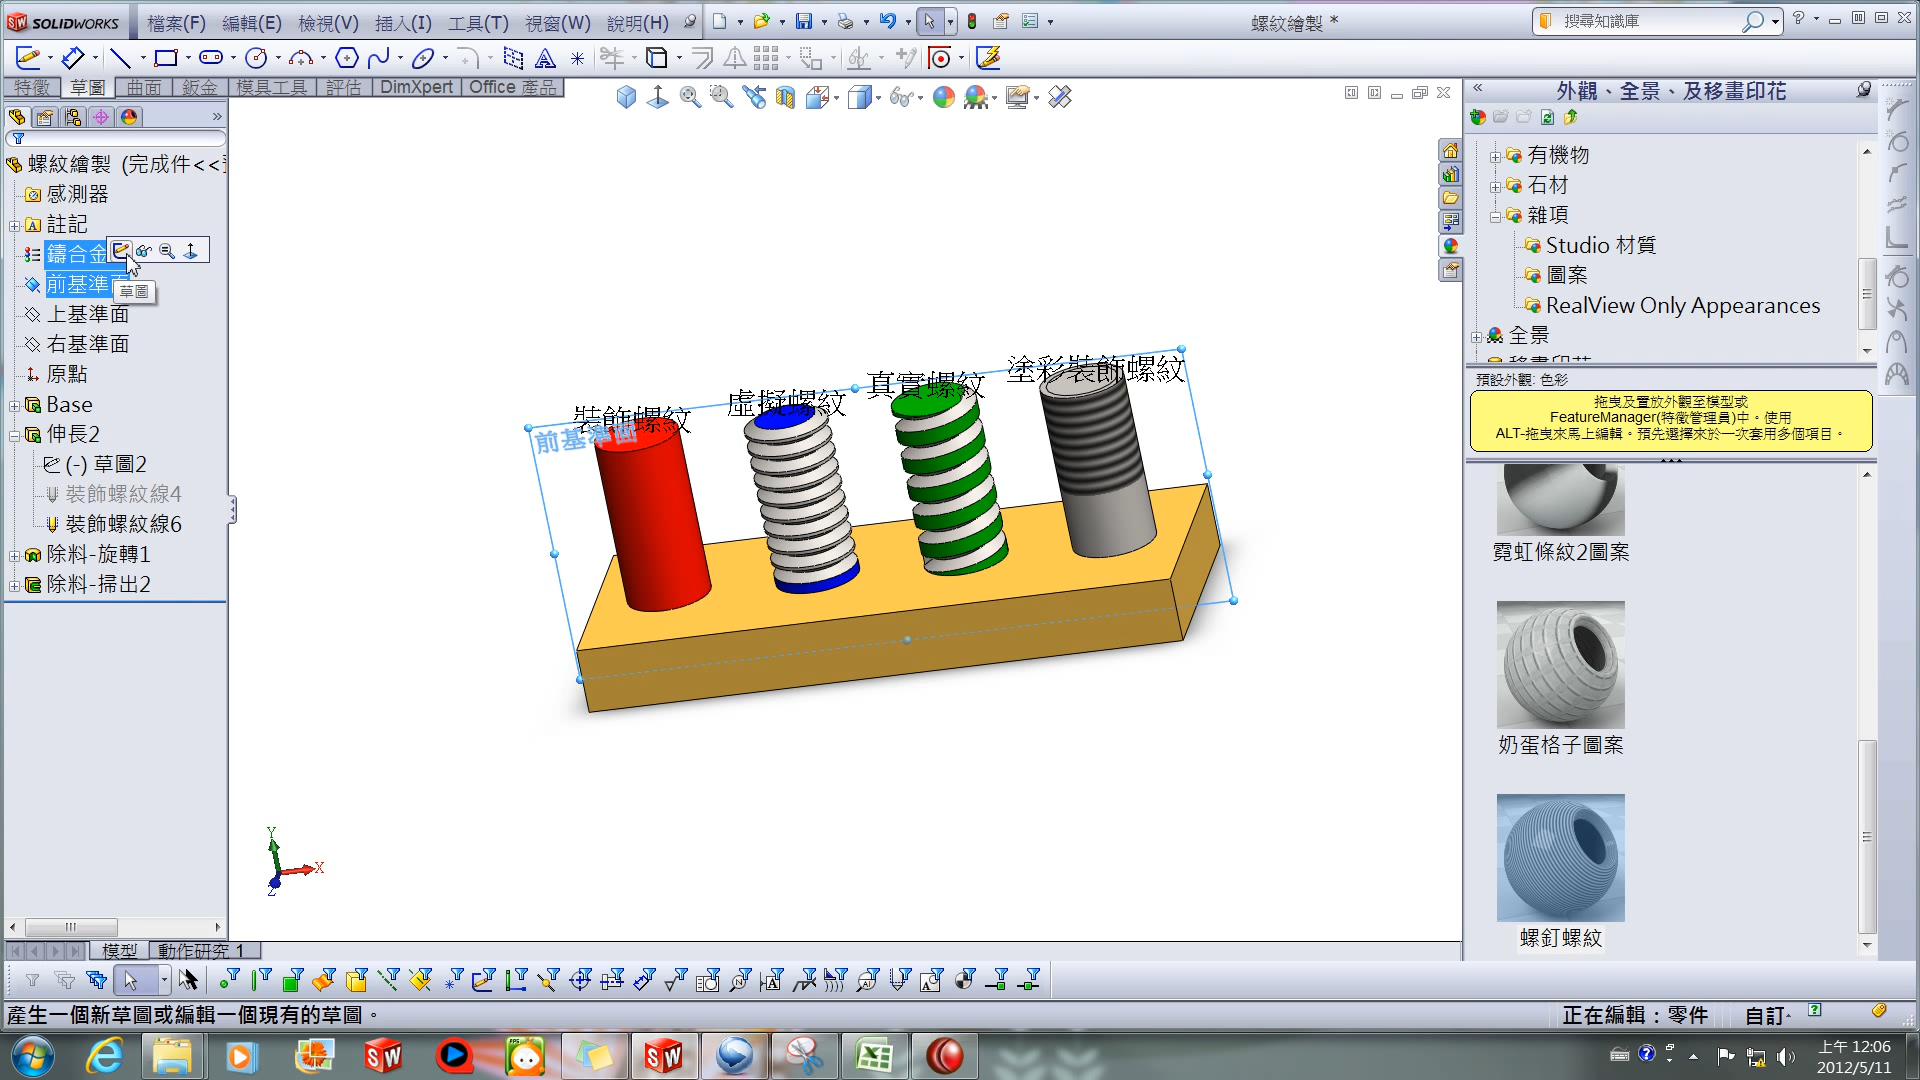 SOLIDWORKS 檔案(F) 編輯(E) 檢視(V) 插入(I) 工具(T) 視窗(W) 說明(H) 螺紋繪製 * 搜尋知識庫
特徵 草圖 曲面 鈑金 模具工具 評估 DimXpert Office 產品
螺紋繪製 (完成件<<
感測器
註記
鑄合金
前基準面
草圖
上基準面
右基準面
原點
Base
伸長2
(-) 草圖2
裝飾螺紋線4
裝飾螺紋線6
除料-旋轉1
除料-掃出2
裝飾螺紋
虛擬螺紋
真實螺紋
塗彩裝飾螺紋
前基準面
Y
X
Z
外觀、全景、及移畫印花
有機物
石材
雜項
Studio 材質
圖案
RealView Only Appearances
全景
移畫印花
預設外觀: 色彩
拖曳及置放外觀至模型或
FeatureManager(特徵管理員)中。使用
ALT-拖曳來馬上編輯。預先選擇來於一次套用多個項目。
霓虹條紋2圖案
奶蛋格子圖案
螺釘螺紋
模型 動作研究 1
產生一個新草圖或編輯一個現有的草圖。
正在編輯：零件 自訂
上午 12:06
2012/5/11